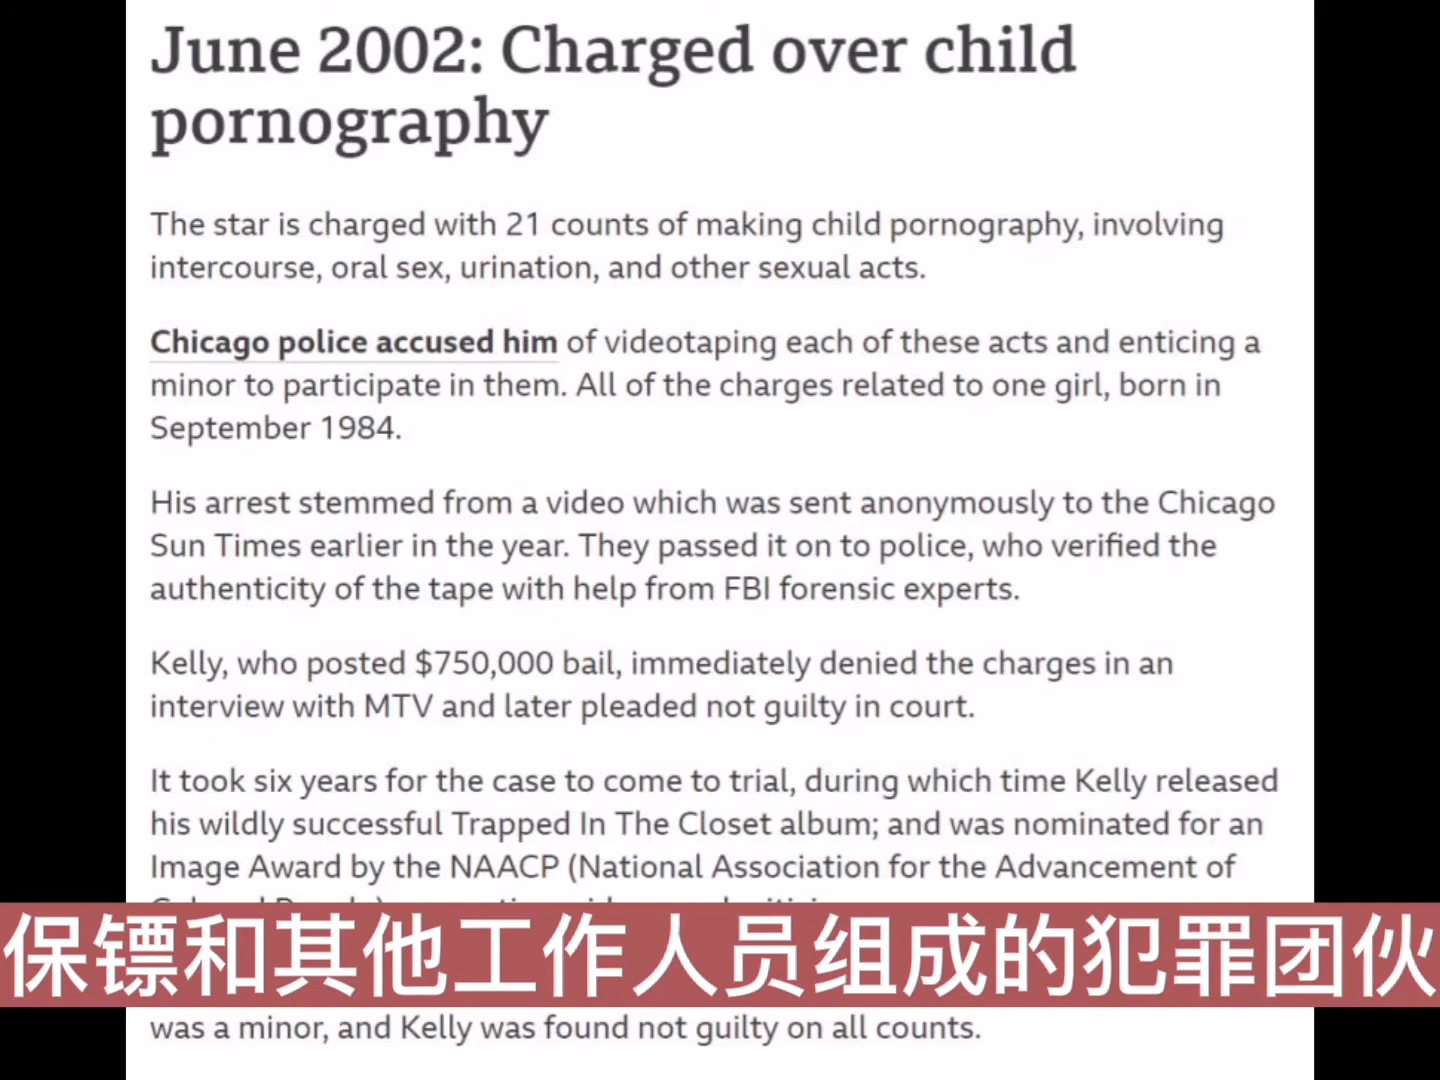 June 2002: Charged over child
pornography
The star is charged with 21 counts of making child pornography, involving
intercourse, oral sex, urination, and other sexual acts.
Chicago police accused him of videotaping each of these acts and enticing a
minor to participate in them. All of the charges related to one girl, born in
September 1984.
His arrest stemmed from a video which was sent anonymously to the Chicago
Sun Times earlier in the year. They passed it on to police, who verified the
authenticity of the tape with help from FBI forensic experts.
Kelly, who posted $750,000 bail, immediately denied the charges in an
interview with MTV and later pleaded not guilty in court.
It took six years for the case to come to trial, during which time Kelly released
his wildly successful Trapped In The Closet album; and was nominated for an
Image Award by the NAACP (National Association for the Advancement of
保镖和其他工作人员组成的犯罪团伙
was a minor, and Kelly was found not guilty on all counts.